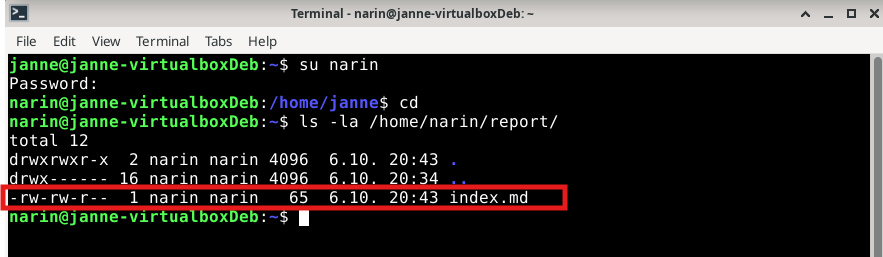 Terminal - narin@janne-virtualboxDeb: ~
File Edit View Terminal Tabs Help
janne@janne-virtualboxDeb:~$ su narin
Password:
narin@janne-virtualboxDeb:/home/janne$ cd
narin@janne-virtualboxDeb:~$ ls -la /home/narin/report/
total 12
drwxrwxr-x  2 narin narin 4096  6.10. 20:43 .
drwx------ 16 narin narin 4096  6.10. 20:34 ..
-rw-rw-r--  1 narin narin   65  6.10. 20:43 index.md
narin@janne-virtualboxDeb:~$